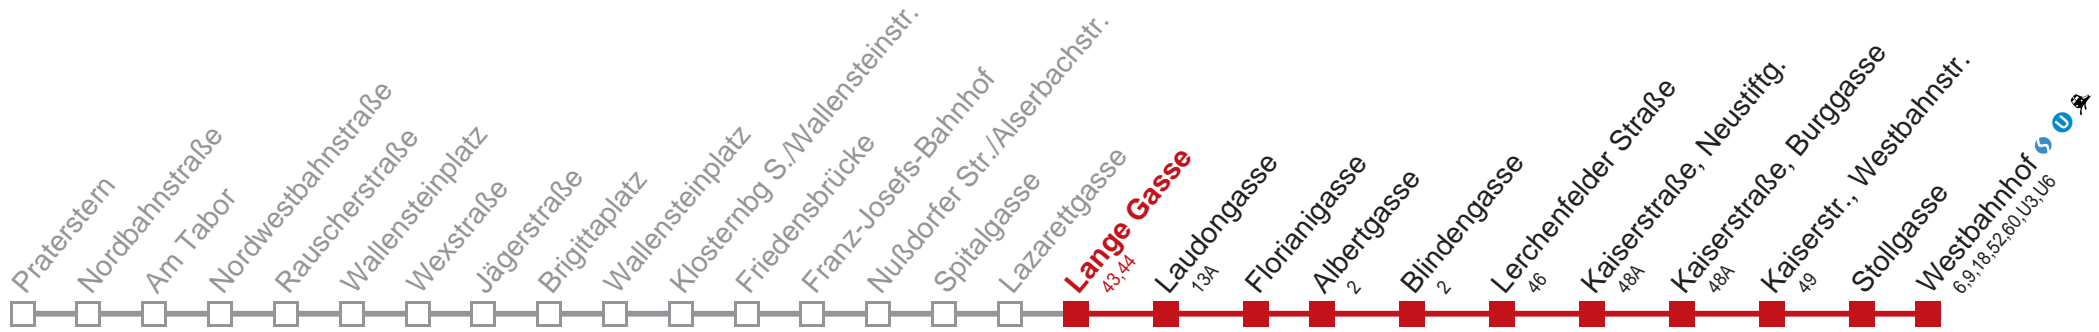 Praterstern
Nordbahnstraße
Am Tabor
Nordwestbahnstraße
Rauscherstraße
Wallensteinplatz
Wexstraße
Jägerstraße
Brigittaplatz
Wallensteinplatz
Klosternbg S./Wallensteinstr.
Friedensbrücke
Franz-Josefs-Bahnhof
Nußdorfer Str./Alserbachstr.
Spitalgasse
Lazarettgasse
Lange Gasse
43,44
Laudongasse
13A
Florianigasse
Albertgasse
2
Blindengasse
2
Lerchenfelder Straße
46
Kaiserstraße, Neustiftg.
48A
Kaiserstraße, Burggasse
48A
Kaiserstr., Westbahnstr.
49
Stollgasse
Westbahnhof S U
6,9,18,52,60,U3,U6